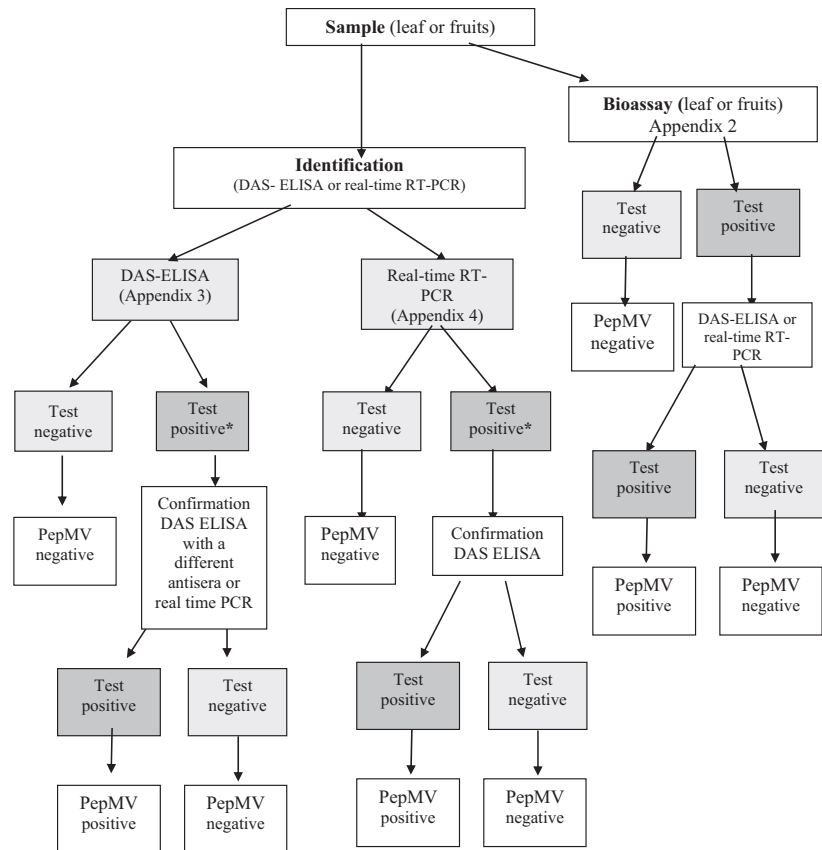 Sample (leaf or fruits)
Bioassay (leaf or fruits)
Appendix 2
Identification
(DAS- ELISA or real-time RT-PCR)
Test
negative
Test
positive
DAS-ELISA
(Appendix 3)
Real-time RT-
PCR
(Appendix 4)
PepMV
negative
DAS-ELISA or
real-time RT-
PCR
Test
negative
Test
positive*
Test
negative
Test
positive*
Test
positive
Test
negative
PepMV
negative
Confirmation
DAS ELISA
with a
different
antisera or
real time PCR
PepMV
negative
Confirmation
DAS ELISA
PepMV
positive
PepMV
negative
Test
positive
Test
negative
Test
positive
Test
negative
PepMV
positive
PepMV
negative
PepMV
positive
PepMV
negative